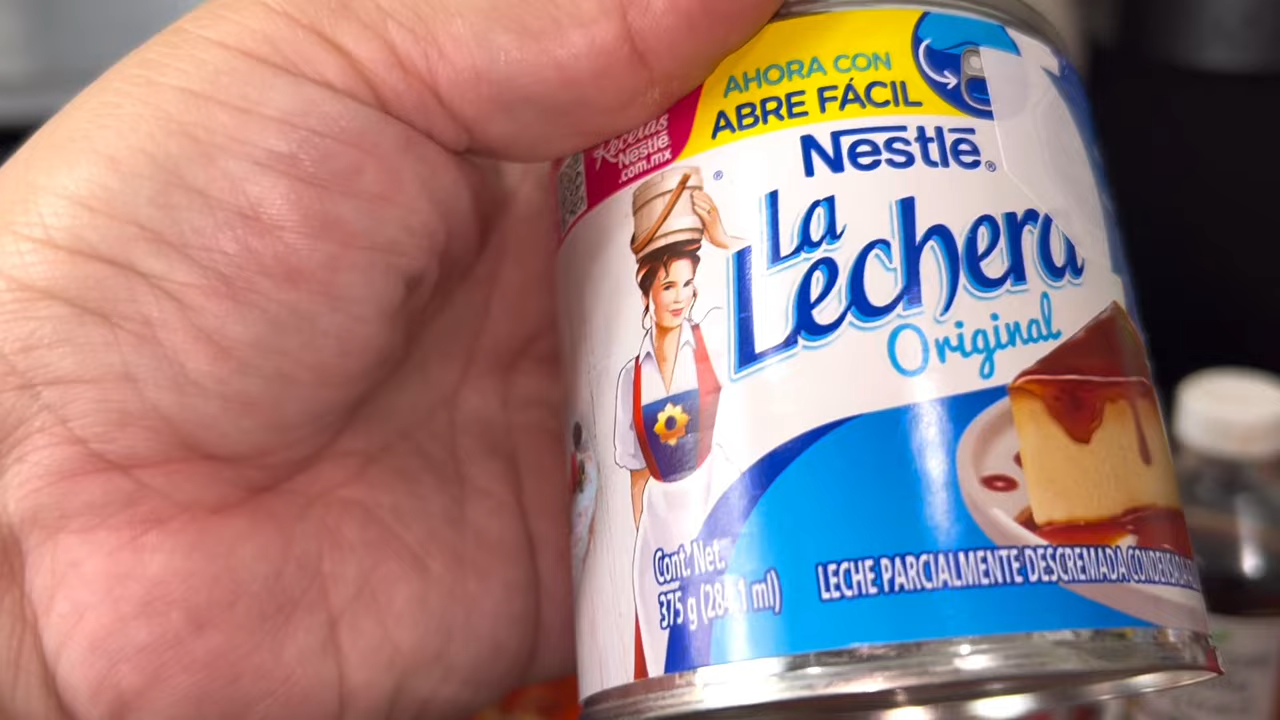 AHORA CON
ABRE FÁCIL
Recetas
Nestlé
.com.mx
Nestlé®
®
La
Lechera
Original
Cont. Net.
375 g (284.1 ml)
LECHE PARCIALMENTE DESCREMADA